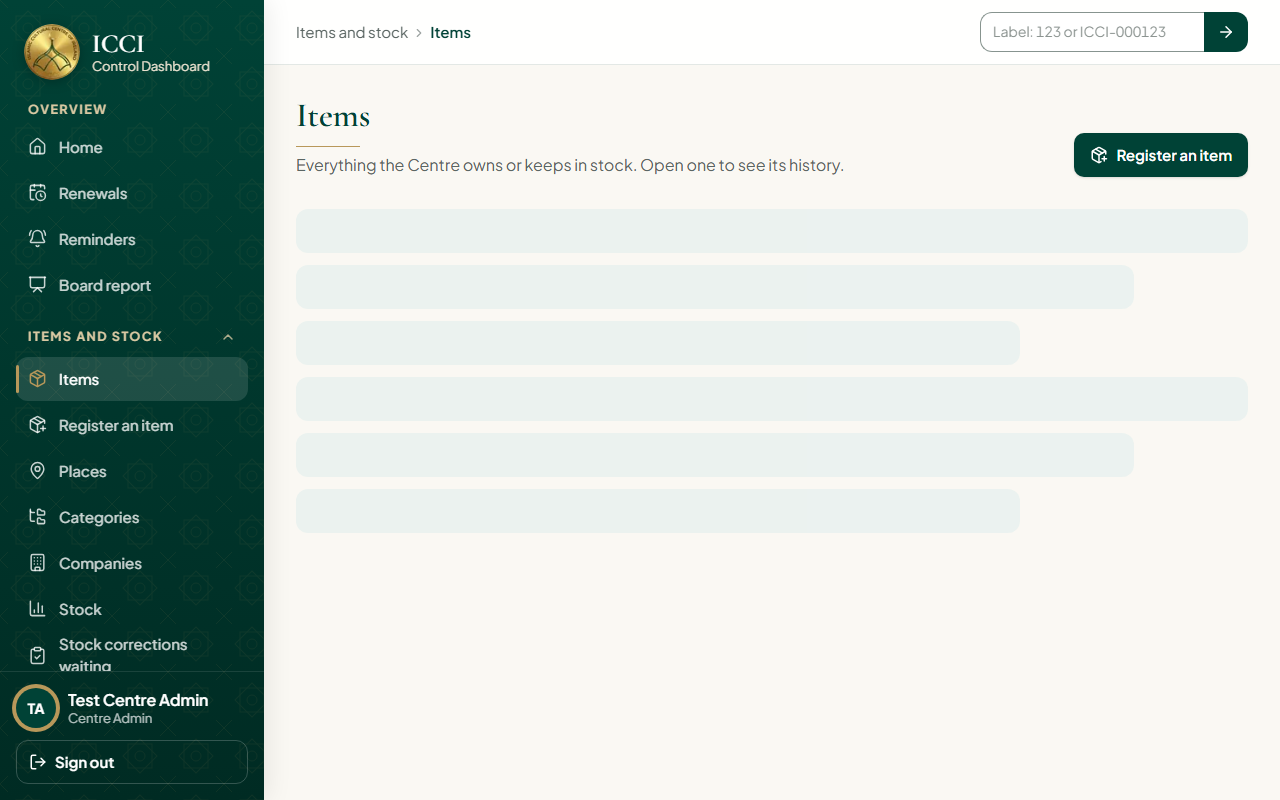 ICCI
Control Dashboard
OVERVIEW
Home
Renewals
Reminders
Board report
ITEMS AND STOCK
Items
Register an item
Places
Categories
Companies
Stock
Stock corrections
waiting
TA
Test Centre Admin
Centre Admin
Sign out
Items and stock > Items
Label: 123 or ICCI-000123
Items
Everything the Centre owns or keeps in stock. Open one to see its history.
Register an item